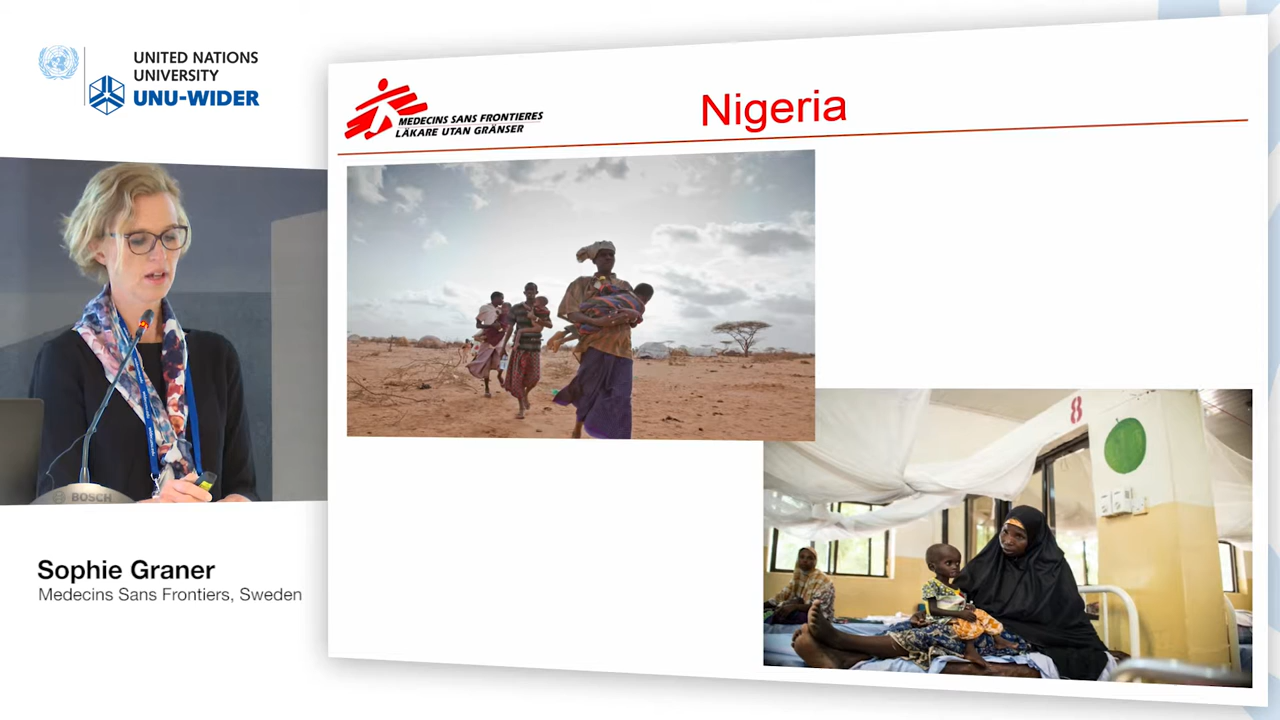 UNITED NATIONS
UNIVERSITY
UNU-WIDER
MEDECINS SANS FRONTIERES
LÄKARE UTAN GRÄNSER
Nigeria
8
BOSCH
Sophie Graner
Medecins Sans Frontiers, Sweden